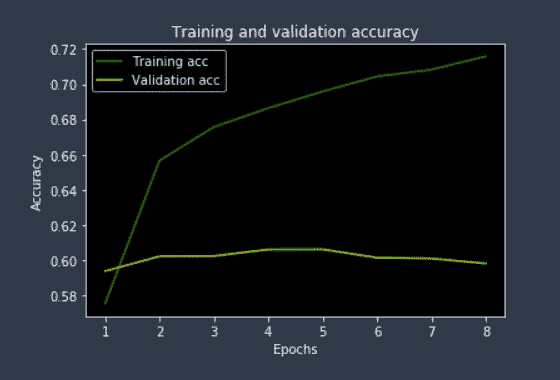 Training and validation accuracy
Training acc
Validation acc
Accuracy
0.72
0.70
0.68
0.66
0.64
0.62
0.60
0.58
1 2 3 4 5 6 7 8
Epochs